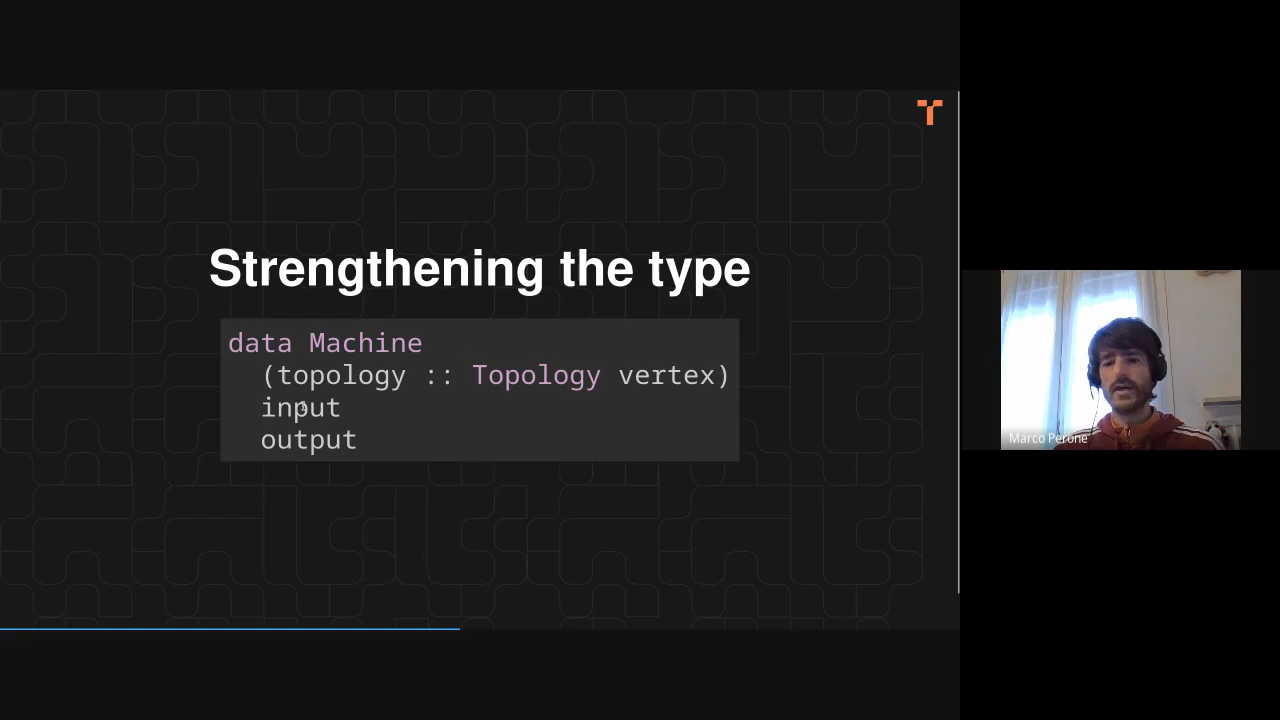 Strengthening the type
data Machine
(topology :: Topology vertex)
input
output
Marco Perone